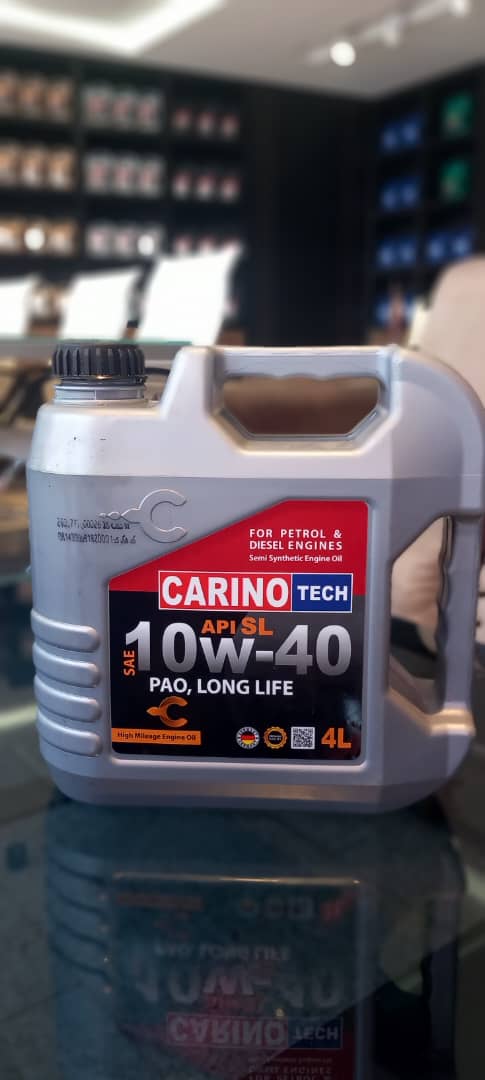 FOR PETROL &
DIESEL ENGINES
Semi Synthetic Engine Oil
CARINO TECH
API SL
SAE 10w-40
PAO, LONG LIFE
High Mileage Engine Oil
4L